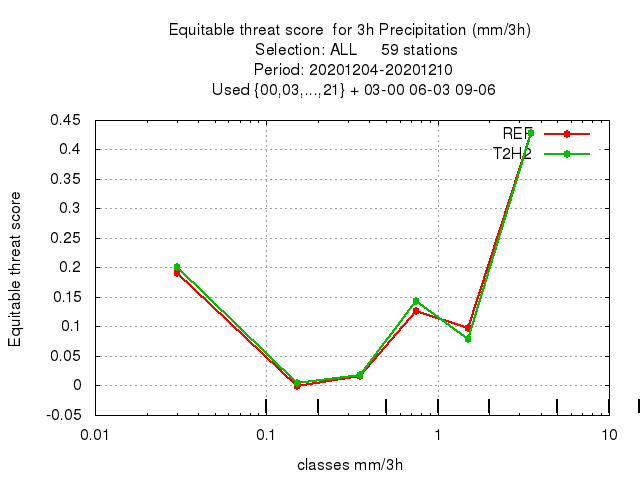 Equitable threat score  for 3h Precipitation (mm/3h)
Selection: ALL     59 stations
Period: 20201204-20201210
Used {00,03,...,21} + 03-00 06-03 09-06
REF
T2H2
0.45
0.4
0.35
0.3
0.25
0.2
0.15
0.1
0.05
0
-0.05
Equitable threat score
0.01 0.1 1 10
classes mm/3h